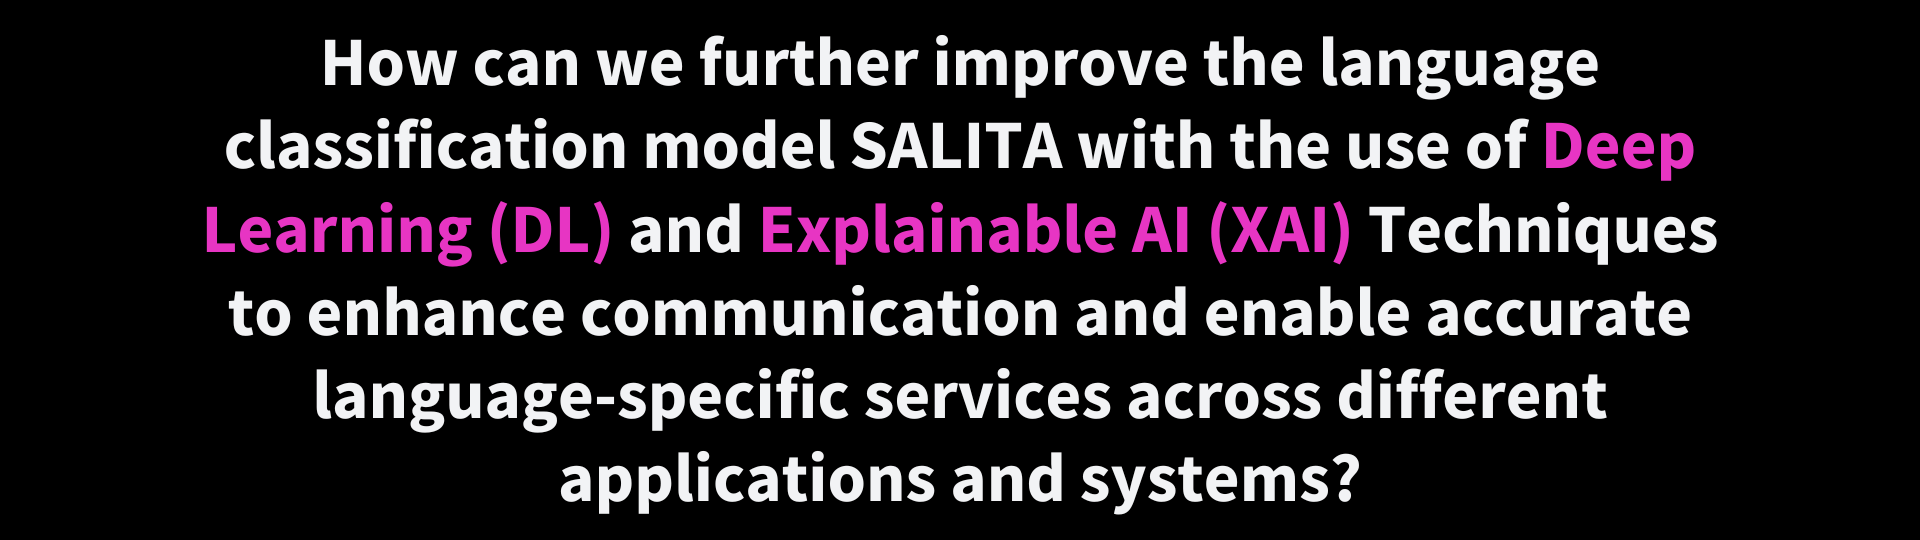 How can we further improve the language
classification model SALITA with the use of Deep
Learning (DL) and Explainable AI (XAI) Techniques
to enhance communication and enable accurate
language-specific services across different
applications and systems?